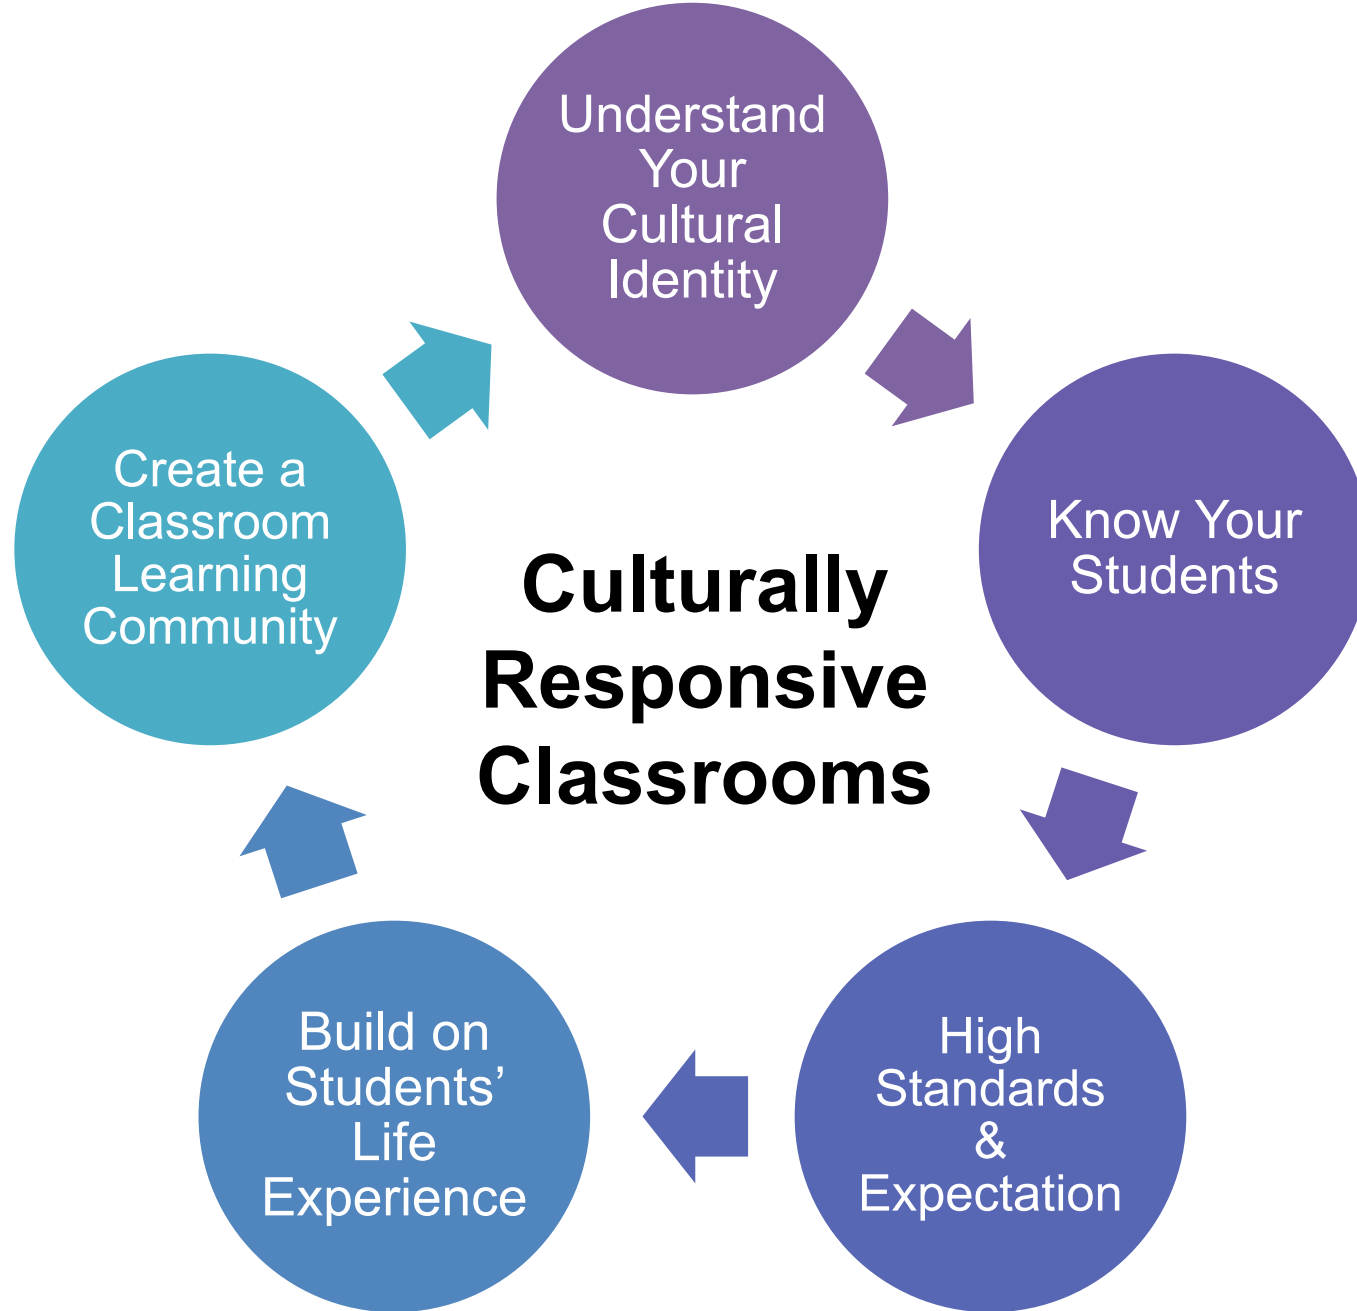 Understand
Your
Cultural
Identity
Know Your
Students
High
Standards
&
Expectation
Build on
Students’
Life
Experience
Create a
Classroom
Learning
Community
Culturally
Responsive
Classrooms